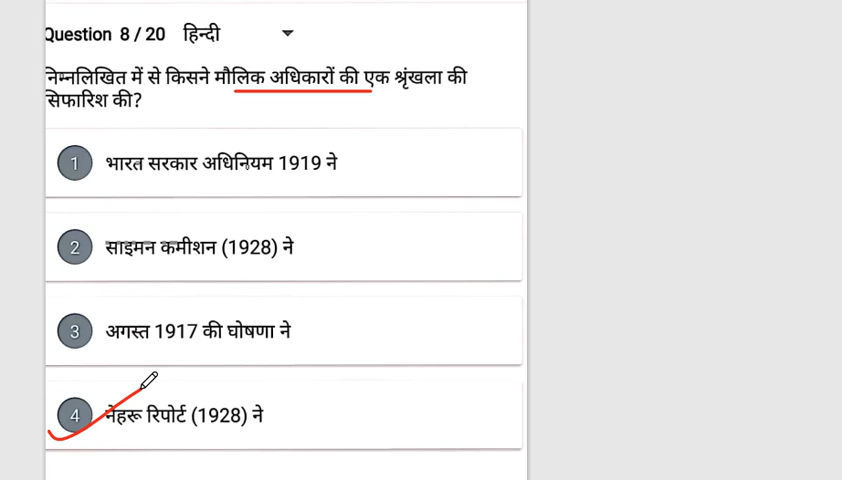 Question 8 / 20 हिन्दी
निम्नलिखित में से किसने मौलिक अधिकारों की एक श्रृंखला की
सिफारिश की?
1 भारत सरकार अधिनियम 1919 ने
2 साइमन कमीशन (1928) ने
3 अगस्त 1917 की घोषणा ने
4 नेहरू रिपोर्ट (1928) ने